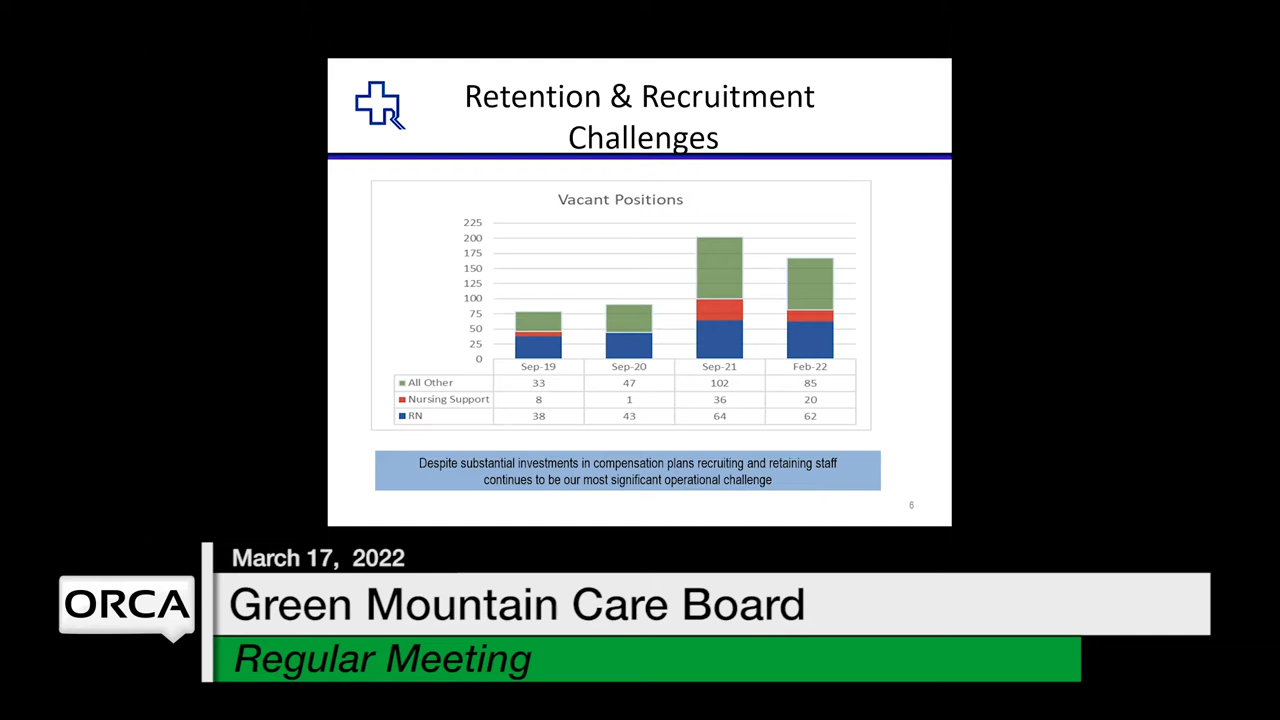 Retention & Recruitment
Challenges
Vacant Positions
225
200
175
150
125
100
75
50
25
0
Sep-19 Sep-20 Sep-21 Feb-22
All Other 33 47 102 85
Nursing Support 8 1 36 20
RN 38 43 64 62
Despite substantial investments in compensation plans recruiting and retaining staff
continues to be our most significant operational challenge
6
March 17, 2022
ORCA
Green Mountain Care Board
Regular Meeting